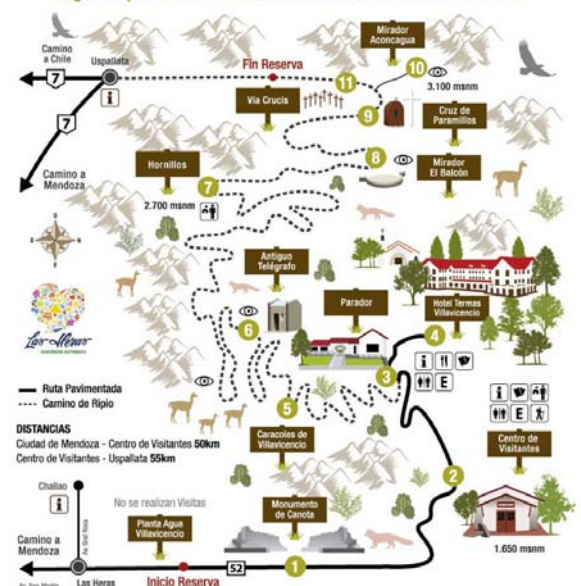 Mirador
Aconcagua
Camino
a Chile
Uspallata
Fin Reserva
7
11
10
3.100 msnm
i
Vía Crucis
9
Cruz de
Paramillos
7
Hornillos
8
Mirador
El Balcón
Camino a
Mendoza
7
2.700 msnm
Antiguo
Telégrafo
Parador
Hotel Termas
Villavicencio
6
4
Las Heras
3
i
E
Ruta Pavimentada
Camino de Ripio
5
i
E
DISTANCIAS
Ciudad de Mendoza - Centro de Visitantes 50km
Centro de Visitantes - Uspallata 55km
Caracoles de
Villavicencio
Centro de
Visitantes
2
Challao
i
No se realizan Visitas
Planta Agua
Villavicencio
Monumento
de Canota
1.650 msnm
Camino a
Mendoza
52
1
Las Heras
Inicio Reserva